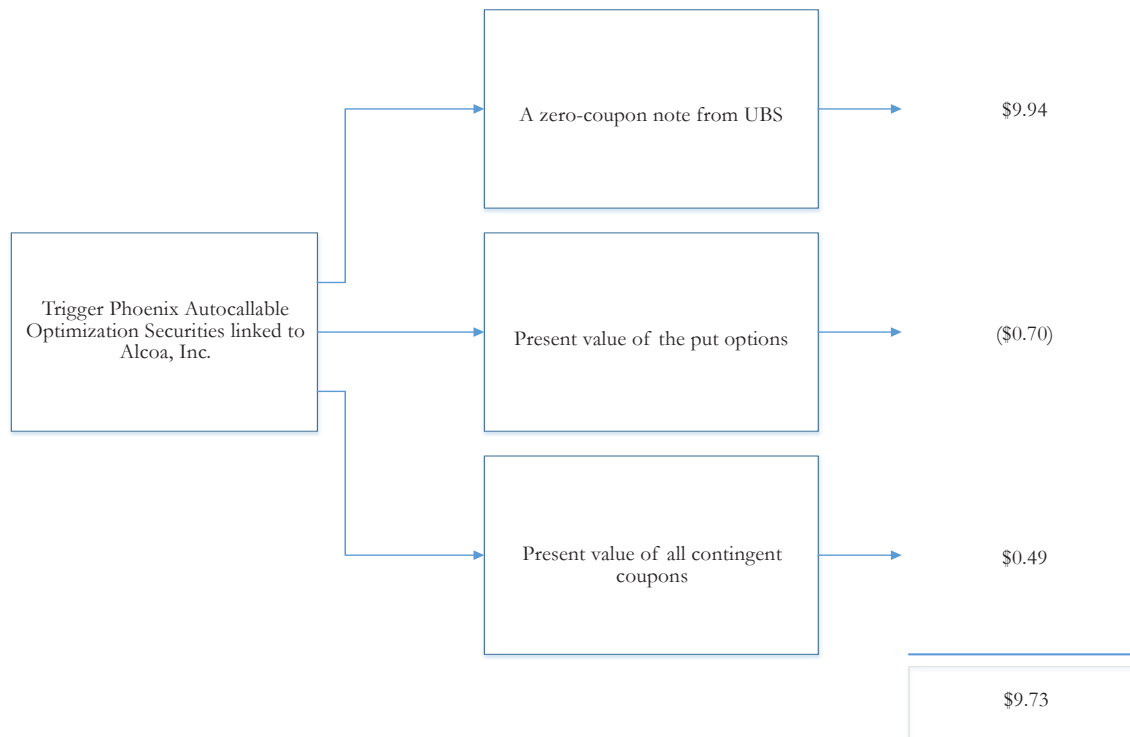 A zero-coupon note from UBS
$9.94
Trigger Phoenix Autocallable
Optimization Securities linked to
Alcoa, Inc.
Present value of the put options
($0.70)
Present value of all contingent
coupons
$0.49
$9.73